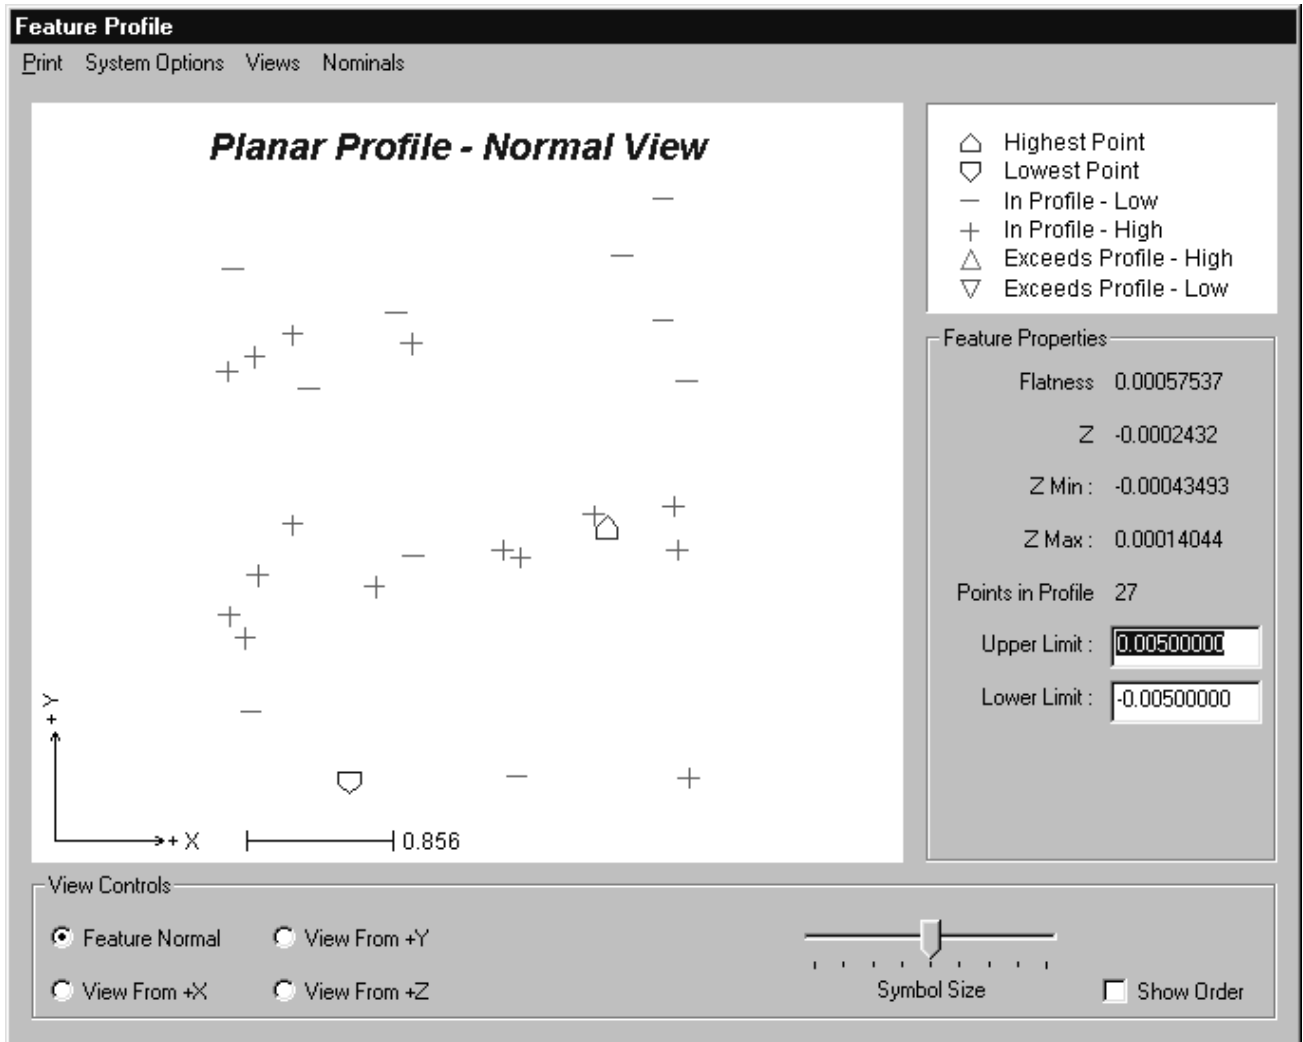 Feature Profile
Print System Options Views Nominals
Planar Profile - Normal View
Highest Point
Lowest Point
In Profile - Low
In Profile - High
Exceeds Profile - High
Exceeds Profile - Low
Feature Properties
Flatness 0.00057537
Z -0.0002432
Z Min : -0.00043493
Z Max : 0.00014044
Points in Profile 27
Upper Limit : 0.00500000
Lower Limit : -0.00500000
+ Y
+ X
0.856
View Controls
Feature Normal View From +Y
View From +X View From +Z
Symbol Size
Show Order